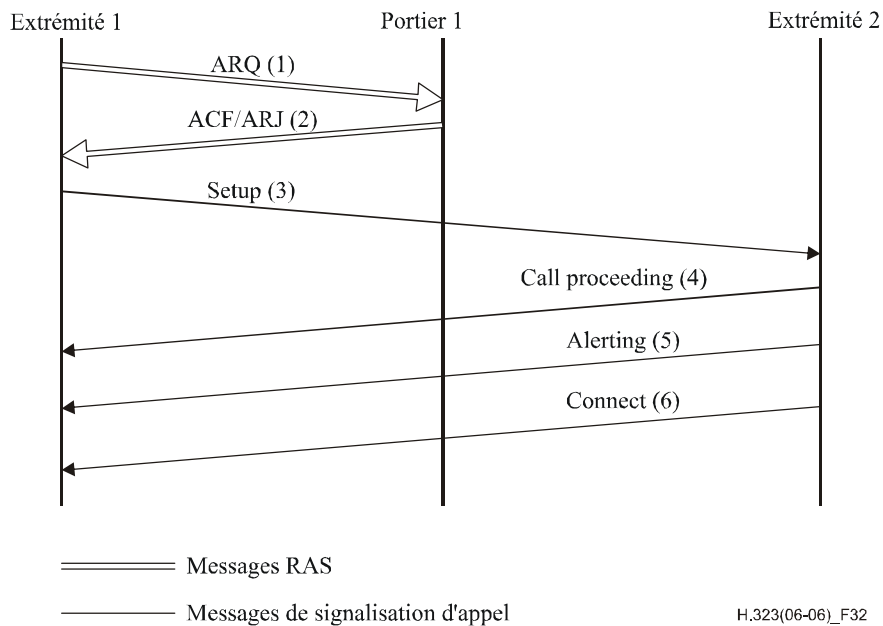 Extrémité 1
Portier 1
Extrémité 2
ARQ (1)
ACF/ARJ (2)
Setup (3)
Call proceeding (4)
Alerting (5)
Connect (6)
Messages RAS
Messages de signalisation d'appel
H.323(06-06)_F32